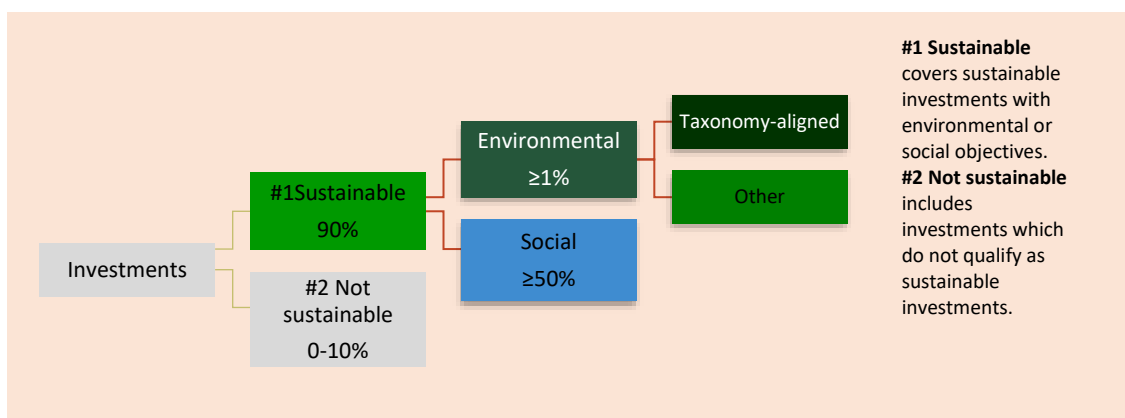 Investments
#1Sustainable
90%
#2 Not
sustainable
0-10%
Environmental
≥1%
Social
≥50%
Taxonomy-aligned
Other
#1 Sustainable
covers sustainable
investments with
environmental or
social objectives.
#2 Not sustainable
includes
investments which
do not qualify as
sustainable
investments.